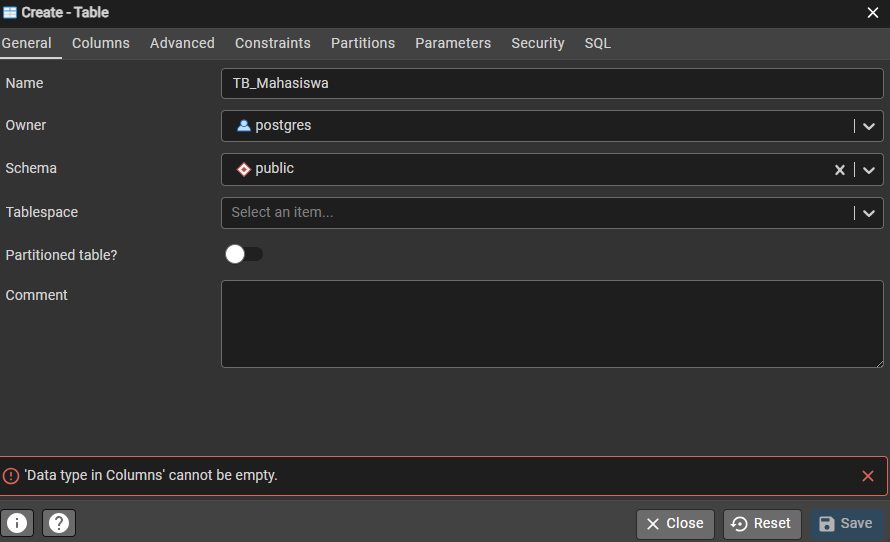 Create - Table
General Columns Advanced Constraints Partitions Parameters Security SQL
Name TB_Mahasiswa
Owner postgres
Schema public
Tablespace Select an item...
Partitioned table?
Comment
'Data type in Columns' cannot be empty.
Close Reset Save